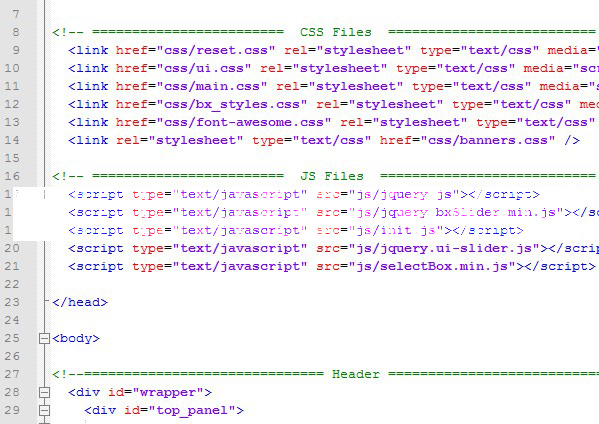 7
8 <!-- ======================== CSS Files ==========================
9 <link href="css/reset.css" rel="stylesheet" type="text/css" media="
10 <link href="css/ui.css" rel="stylesheet" type="text/css" media="scr
11 <link href="css/main.css" rel="stylesheet" type="text/css" media="s
12 <link href="css/bx_styles.css" rel="stylesheet" type="text/css" med
13 <link href="css/font-awesome.css" rel="stylesheet" type="text/css"
14 <link rel="stylesheet" type="text/css" href="css/banners.css" />
15
16 <!-- ======================== JS Files ===========================
1 <script type="text/javascript" src="js/jquery.js"></script>
1 <script type="text/javascript" src="js/jquery.bxSlider.min.js"></sc
1 <script type="text/javascript" src="js/init.js"></script>
20 <script type="text/javascript" src="js/jquery.ui-slider.js"></scrip
21 <script type="text/javascript" src="js/selectBox.min.js"></script>
22
23 </head>
24
25 <body>
26
27 <!--============================== Header ==========================
28 <div id="wrapper">
29 <div id="top_panel">